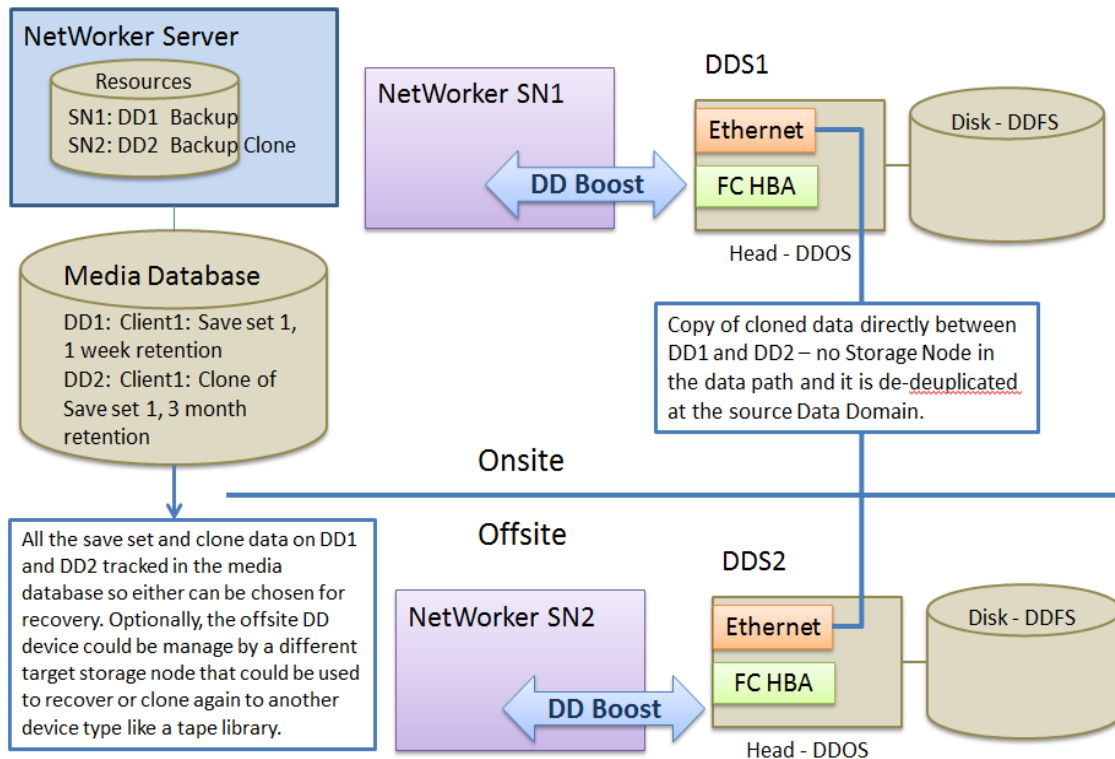 NetWorker Server
Resources
SN1: DD1 Backup
SN2: DD2 Backup Clone
Media Database
DD1: Client1: Save set 1,
1 week retention
DD2: Client1: Clone of
Save set 1, 3 month
retention
All the save set and clone data on DD1
and DD2 tracked in the media
database so either can be chosen for
recovery. Optionally, the offsite DD
device could be manage by a different
target storage node that could be used
to recover or clone again to another
device type like a tape library.
NetWorker SN1
DD Boost
DDS1
Ethernet
FC HBA
Head - DDOS
Disk - DDFS
Copy of cloned data directly between
DD1 and DD2 – no Storage Node in
the data path and it is de-deuplicated
at the source Data Domain.
Onsite
Offsite
NetWorker SN2
DD Boost
DDS2
Ethernet
FC HBA
Head - DDOS
Disk - DDFS